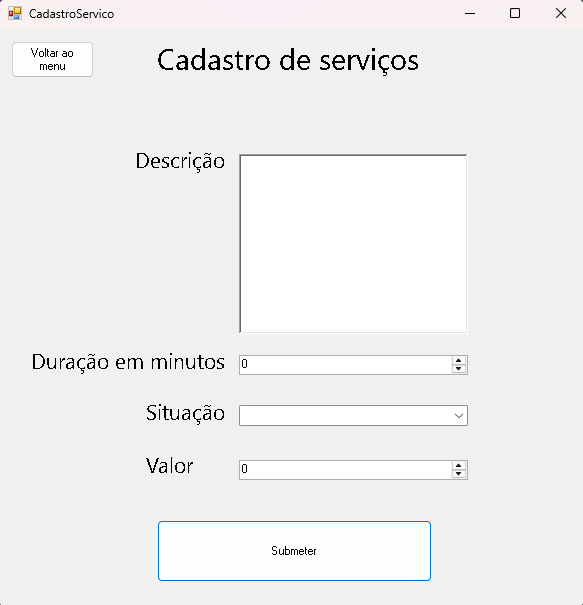 CadastroServico
Voltar ao
menu
Cadastro de serviços
Descrição
Duração em minutos
0
Situação
Valor
0
Submeter